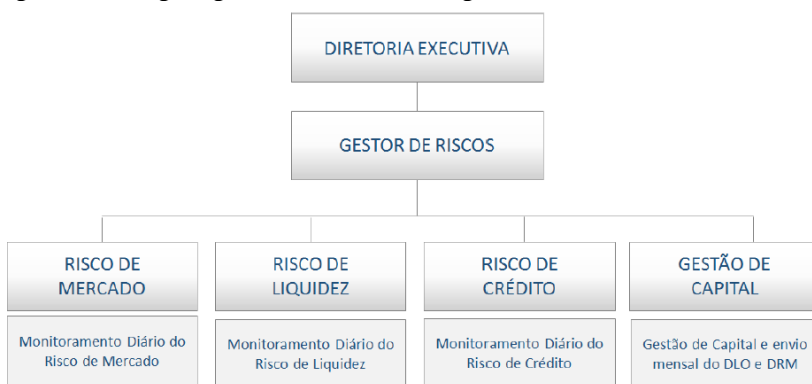 DIRETORIA EXECUTIVA
GESTOR DE RISCOS
RISCO DE
MERCADO
RISCO DE
LIQUIDEZ
RISCO DE
CRÉDITO
GESTÃO DE
CAPITAL
Monitoramento Diário do
Risco de Mercado
Monitoramento Diário do
Risco de Liquidez
Monitoramento Diário do
Risco de Crédito
Gestão de Capital e envio
mensal do DLO e DRM